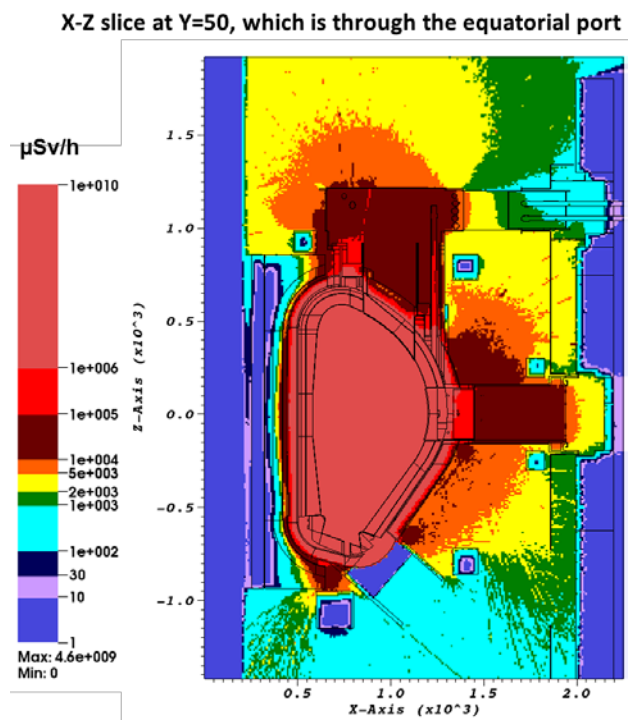 X-Z slice at Y=50, which is through the equatorial port
µSv/h
1e+010
1e+006
1e+005
1e+004
5e+003
2e+003
1e+003
1e+002
30
10
1
Max: 4.6e+009
Min: 0
Z-Axis (x10^3)
1.5
1.0
0.5
0.0
-0.5
-1.0
0.5 1.0 1.5 2.0
X-Axis (x10^3)